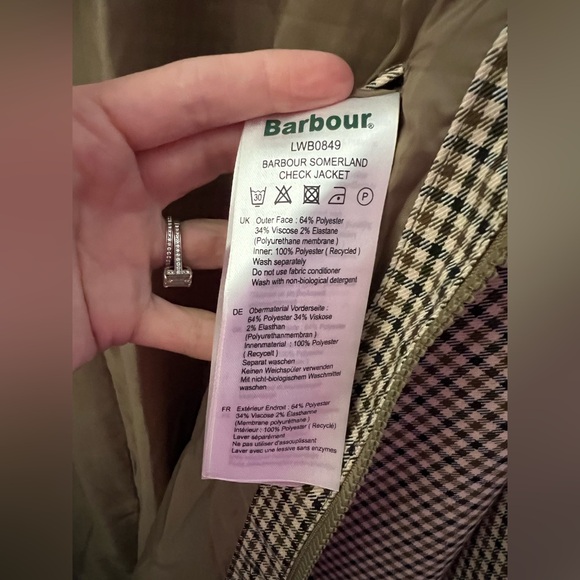 Barbour®
LWB0849
BARBOUR SOMERLAND
CHECK JACKET
30 P
UK Outer Face : 64% Polyester
34% Viscose 2% Elastane
(Polyurethane membrane )
Inner: 100% Polyester ( Recycled )
Wash separately
Do not use fabric conditioner
Wash with non-biological detergent
DE Obermaterial Vorderseite :
64% Polyester 34% Viskose
2% Elasthan
(Polyurethanmembran )
Innenmaterial : 100% Polyester
( Recycelt )
Separat waschen
Keinen Weichspüler verwenden
Mit nicht-biologischem Waschmittel
waschen
FR Extérieur Endroit : 64% Polyester
34% Viscose 2% Élasthanne
(Membrane polyuréthane )
Intérieur : 100% Polyester ( Recyclé )
Laver séparément
Ne pas utiliser d'assouplissant
Laver avec une lessive sans enzymes